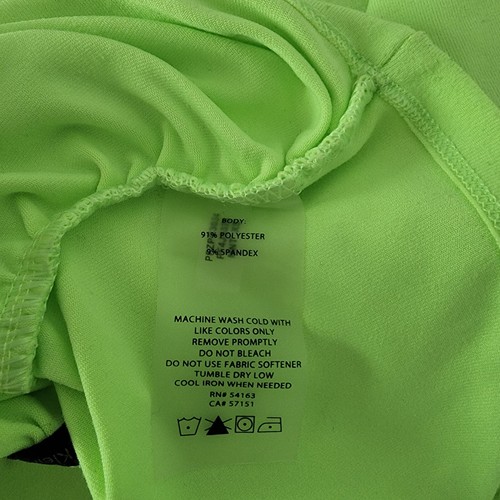 BODY:
91% POLYESTER
9% SPANDEX
MACHINE WASH COLD WITH
LIKE COLORS ONLY
REMOVE PROMPTLY
DO NOT BLEACH
DO NOT USE FABRIC SOFTENER
TUMBLE DRY LOW
COOL IRON WHEN NEEDED
RN# 54163
CA# 57151